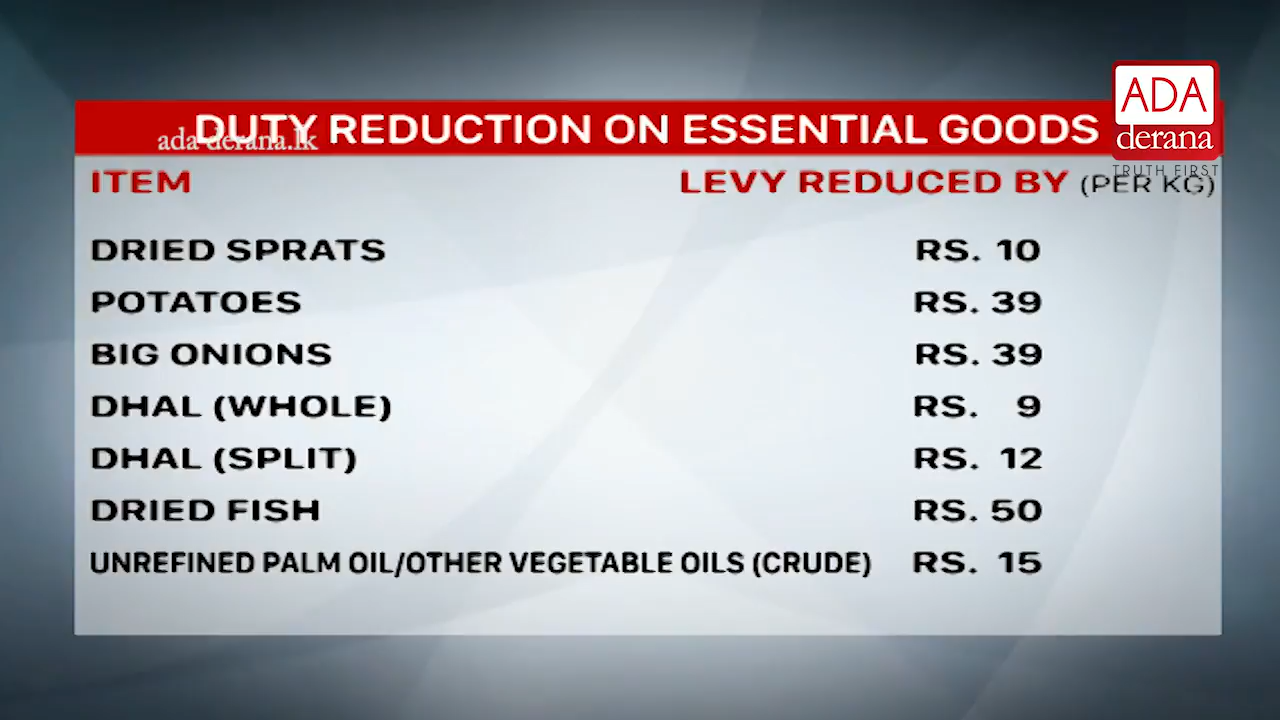 ADA
derana
TRUTH FIRST
DUTY REDUCTION ON ESSENTIAL GOODS
ada derana.lk
ITEM LEVY REDUCED BY (PER KG)
DRIED SPRATS RS. 10
POTATOES RS. 39
BIG ONIONS RS. 39
DHAL (WHOLE) RS. 9
DHAL (SPLIT) RS. 12
DRIED FISH RS. 50
UNREFINED PALM OIL/OTHER VEGETABLE OILS (CRUDE) RS. 15